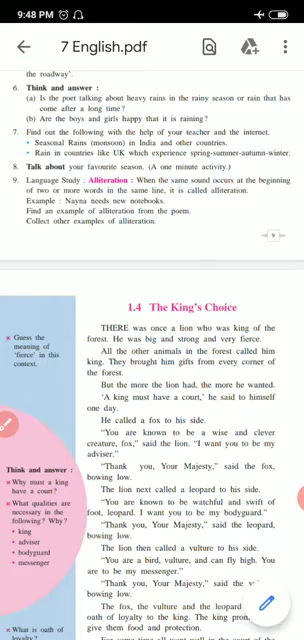 9:48 PM
7 English.pdf
the roadway'.
6. Think and answer :
(a) Is the poet talking about heavy rains in the rainy season or rain that has
come after a long time?
(b) Are the boys and girls happy that it is raining?
7. Find out the following with the help of your teacher and the internet.
• Seasonal Rains (monsoon) in India and other countries.
• Rain in countries like UK which experience spring-summer-autumn-winter.
8. Talk about your favourite season. (A one minute activity.)
9. Language Study : Alliteration : When the same sound occurs at the beginning
of two or more words in the same line, it is called alliteration.
Example : Nayna needs new notebooks.
Find an example of alliteration from the poem.
Collect other examples of alliteration.
9
1.4 The King's Choice
THERE was once a lion who was king of the
forest. He was big and strong and very fierce.
All the other animals in the forest called him
king. They brought him gifts from every corner of
the forest.
But the more the lion had, the more he wanted.
'A king must have a court,' he said to himself
one day.
He called a fox to his side.
"You are known to be a wise and clever
creature, fox," said the lion. "I want you to be my
adviser."
"Thank you, Your Majesty," said the fox,
bowing low.
The lion next called a leopard to his side.
"You are known to be watchful and swift of
foot, leopard. I want you to be my bodyguard."
"Thank you, Your Majesty," said the leopard,
bowing low.
The lion then called a vulture to his side.
"You are a bird, vulture, and can fly high. You
are to be my messenger."
"Thank you, Your Majesty," said the
bowing low.
The fox, the vulture and the leopard
oath of loyalty to the king. The king
give them food and protection.
Guess the
meaning of
'fierce' in this
context.
Think and answer :
Why must a king
have a court?
What qualities are
necessary in the
following? Why?
• king
• adviser
• bodyguard
• messenger
What is oath of